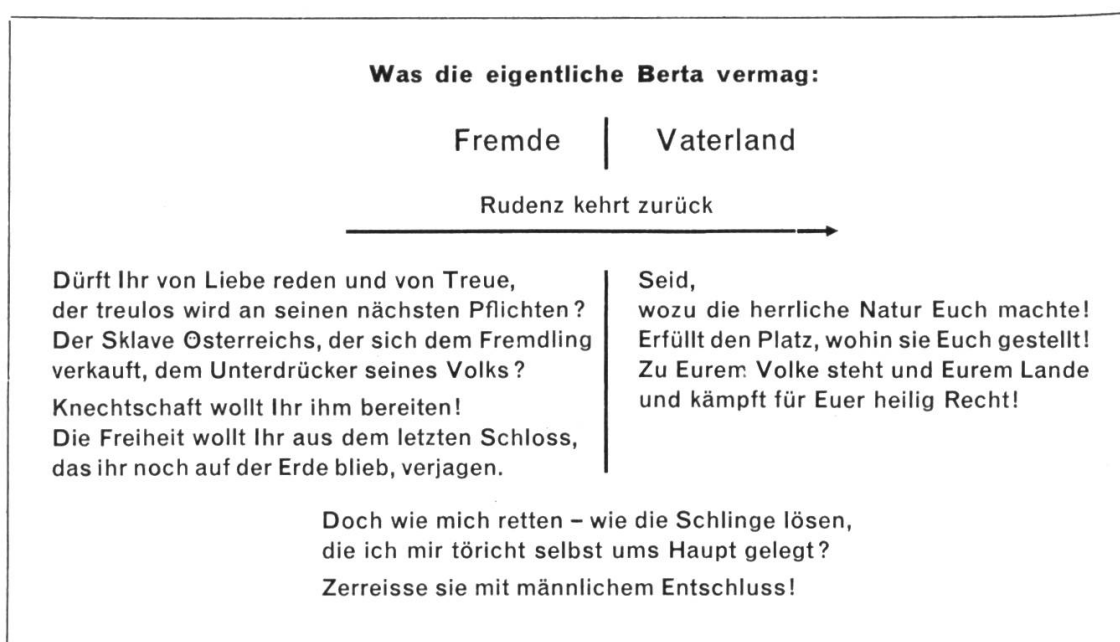 Was die eigentliche Berta vermag:
Fremde Vaterland
Rudenz kehrt zurück
Dürft Ihr von Liebe reden und von Treue,
der treulos wird an seinen nächsten Pflichten?
Der Sklave Österreichs, der sich dem Fremdling
verkauft, dem Unterdrücker seines Volks?
Knechtschaft wollt Ihr ihm bereiten!
Die Freiheit wollt Ihr aus dem letzten Schloss,
das ihr noch auf der Erde blieb, verjagen.
Seid,
wozu die herrliche Natur Euch machte!
Erfüllt den Platz, wohin sie Euch gestellt!
Zu Eurem Volke steht und Eurem Lande
und kämpft für Euer heilig Recht!
Doch wie mich retten – wie die Schlinge lösen,
die ich mir töricht selbst ums Haupt gelegt?
Zerreisse sie mit männlichem Entschluss!